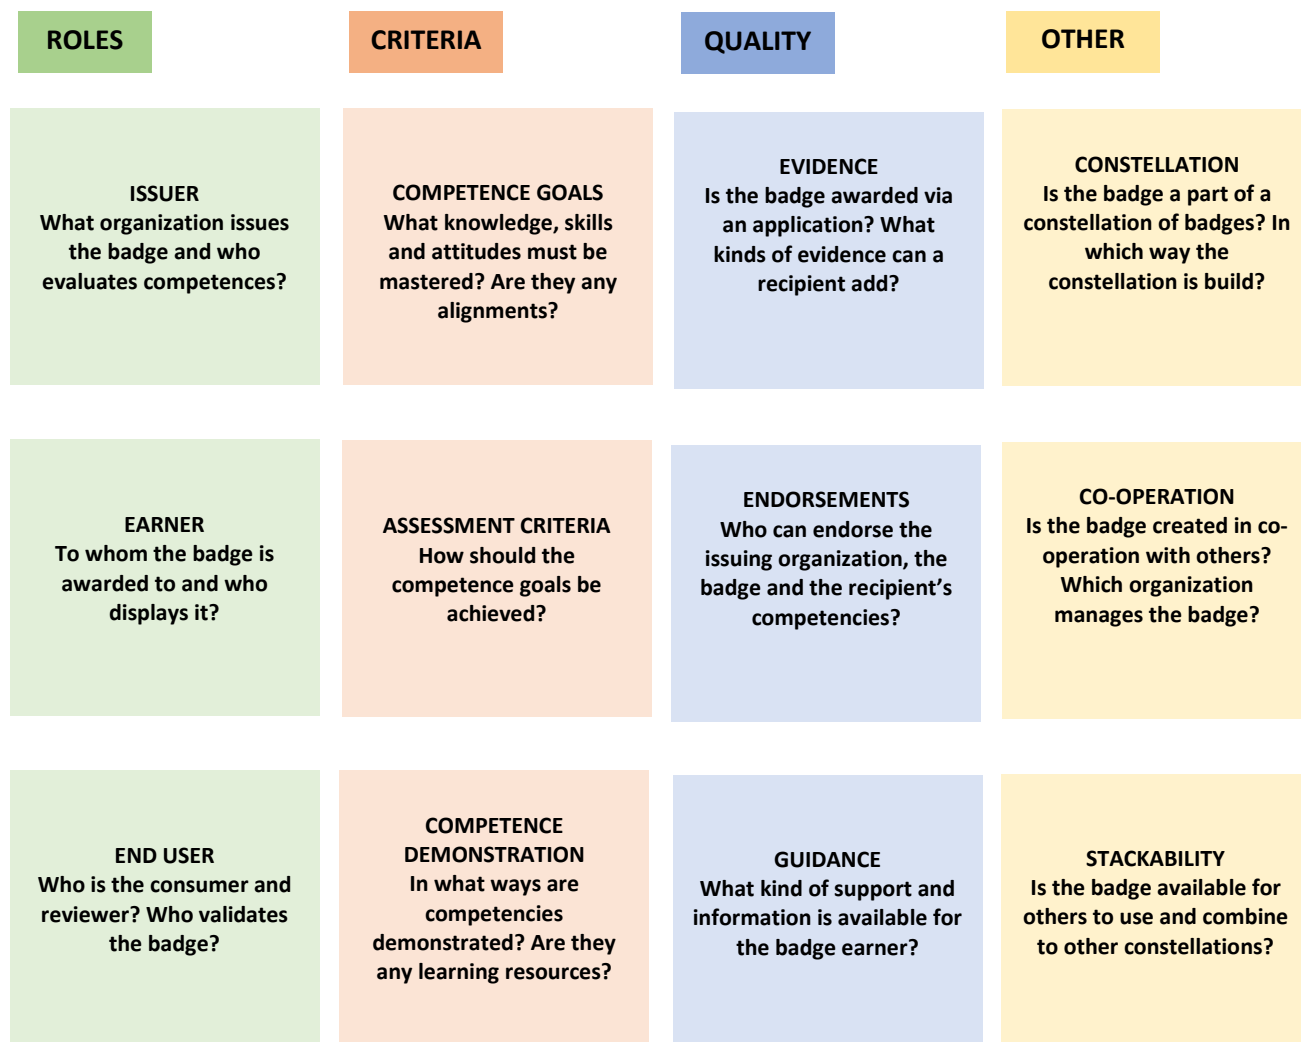 ROLES
CRITERIA
QUALITY
OTHER
ISSUER
What organization issues
the badge and who
evaluates competences?
COMPETENCE GOALS
What knowledge, skills
and attitudes must be
mastered? Are they any
alignments?
EVIDENCE
Is the badge awarded via
an application? What
kinds of evidence can a
recipient add?
CONSTELLATION
Is the badge a part of a
constellation of badges? In
which way the
constellation is build?
EARNER
To whom the badge is
awarded to and who
displays it?
ASSESSMENT CRITERIA
How should the
competence goals be
achieved?
ENDORSEMENTS
Who can endorse the
issuing organization, the
badge and the recipient’s
competencies?
CO-OPERATION
Is the badge created in co-
operation with others?
Which organization
manages the badge?
END USER
Who is the consumer and
reviewer? Who validates
the badge?
COMPETENCE
DEMONSTRATION
In what ways are
competencies
demonstrated? Are they
any learning resources?
GUIDANCE
What kind of support and
information is available for
the badge earner?
STACKABILITY
Is the badge available for
others to use and combine
to other constellations?